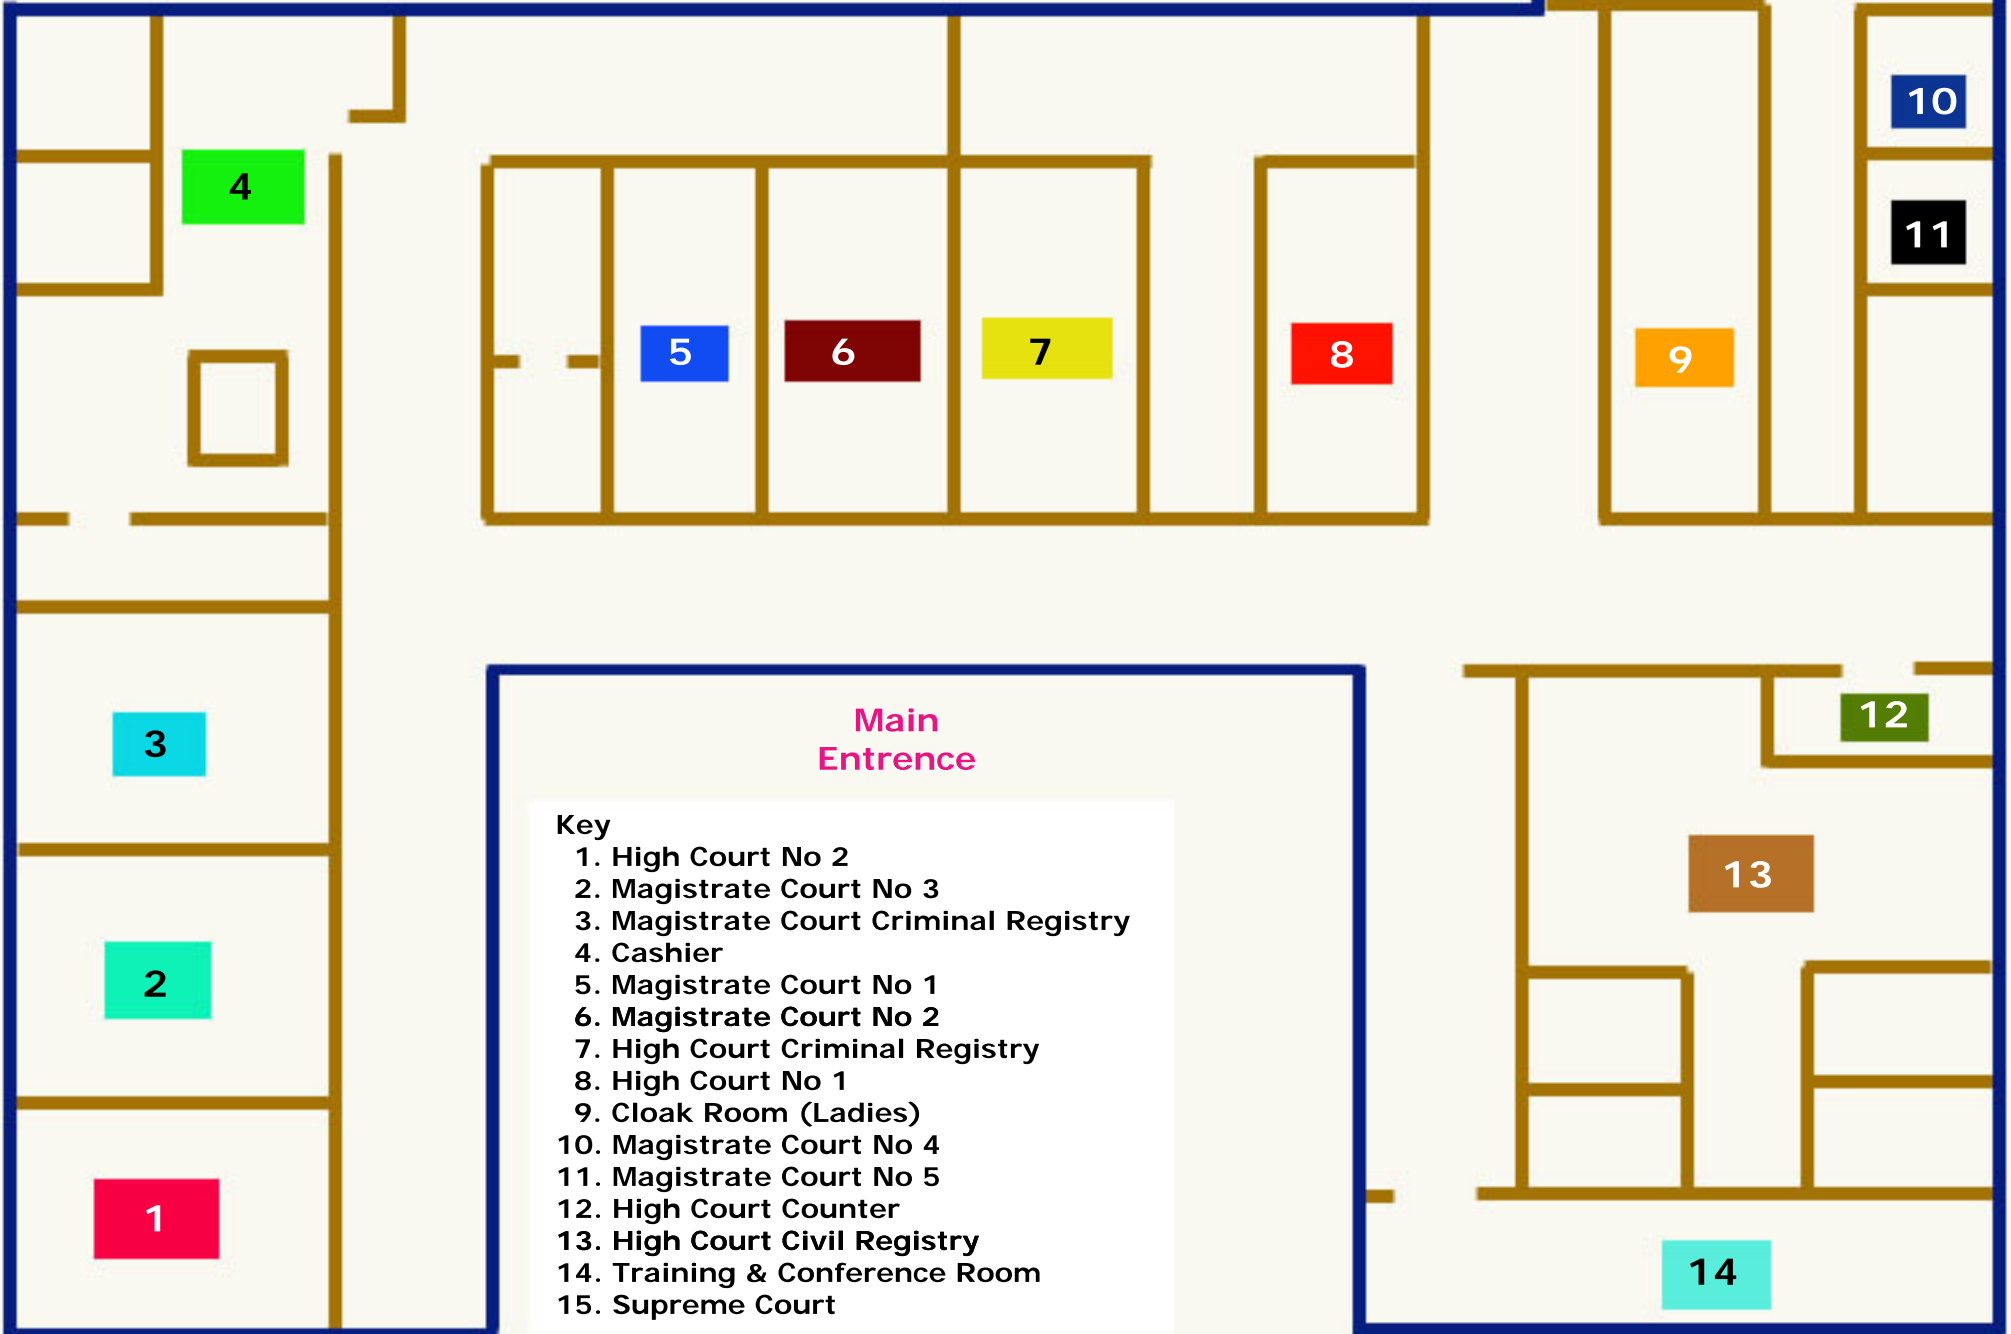 10
4
11
5
6
7
8
9
Main
Entrence
12
3
Key
1. High Court No 2
2. Magistrate Court No 3
3. Magistrate Court Criminal Registry
4. Cashier
5. Magistrate Court No 1
6. Magistrate Court No 2
7. High Court Criminal Registry
8. High Court No 1
9. Cloak Room (Ladies)
10. Magistrate Court No 4
11. Magistrate Court No 5
12. High Court Counter
13. High Court Civil Registry
14. Training & Conference Room
15. Supreme Court
13
2
1
14